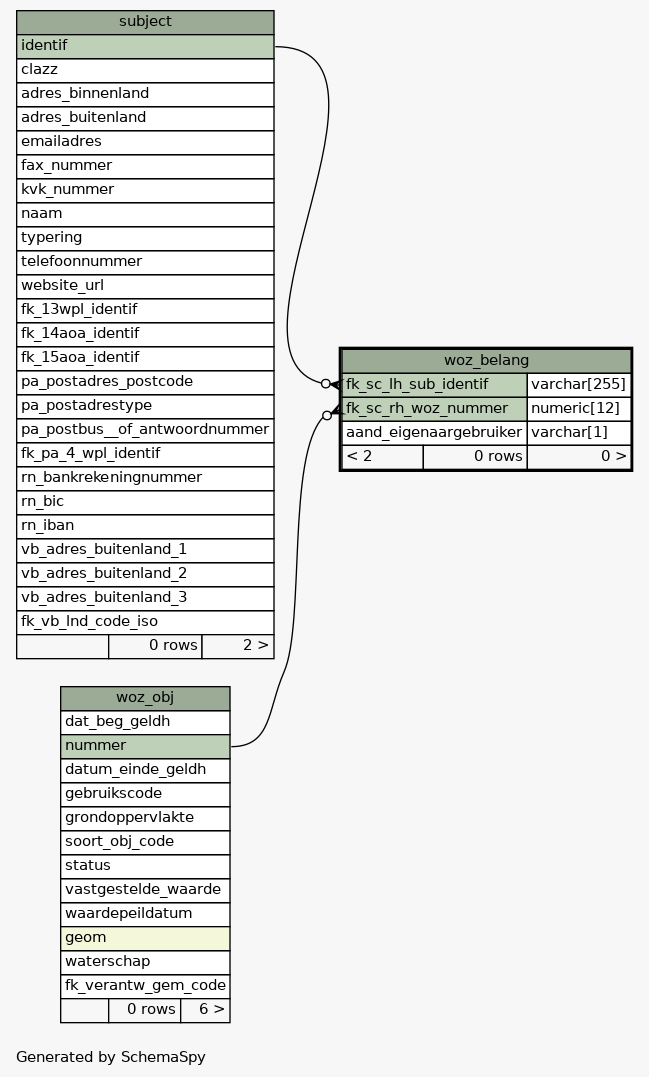 subject
identif
clazz
adres_binnenland
adres_buitenland
emailadres
fax_nummer
kvk_nummer
naam
typering
telefoonnummer
website_url
fk_13wpl_identif
fk_14aoa_identif
fk_15aoa_identif
pa_postadres_postcode
pa_postadrestype
pa_postbus__of_antwoordnummer
fk_pa_4_wpl_identif
rn_bankrekeningnummer
rn_bic
rn_iban
vb_adres_buitenland_1
vb_adres_buitenland_2
vb_adres_buitenland_3
fk_vb_lnd_code_iso
0 rows 2 >
woz_belang
fk_sc_lh_sub_identif varchar[255]
fk_sc_rh_woz_nummer numeric[12]
aand_eigenaargebruiker varchar[1]
< 2 0 rows 0 >
woz_obj
dat_beg_geldh
nummer
datum_einde_geldh
gebruikscode
grondoppervlakte
soort_obj_code
status
vastgestelde_waarde
waardepeildatum
geom
waterschap
fk_verantw_gem_code
0 rows 6 >
Generated by SchemaSpy